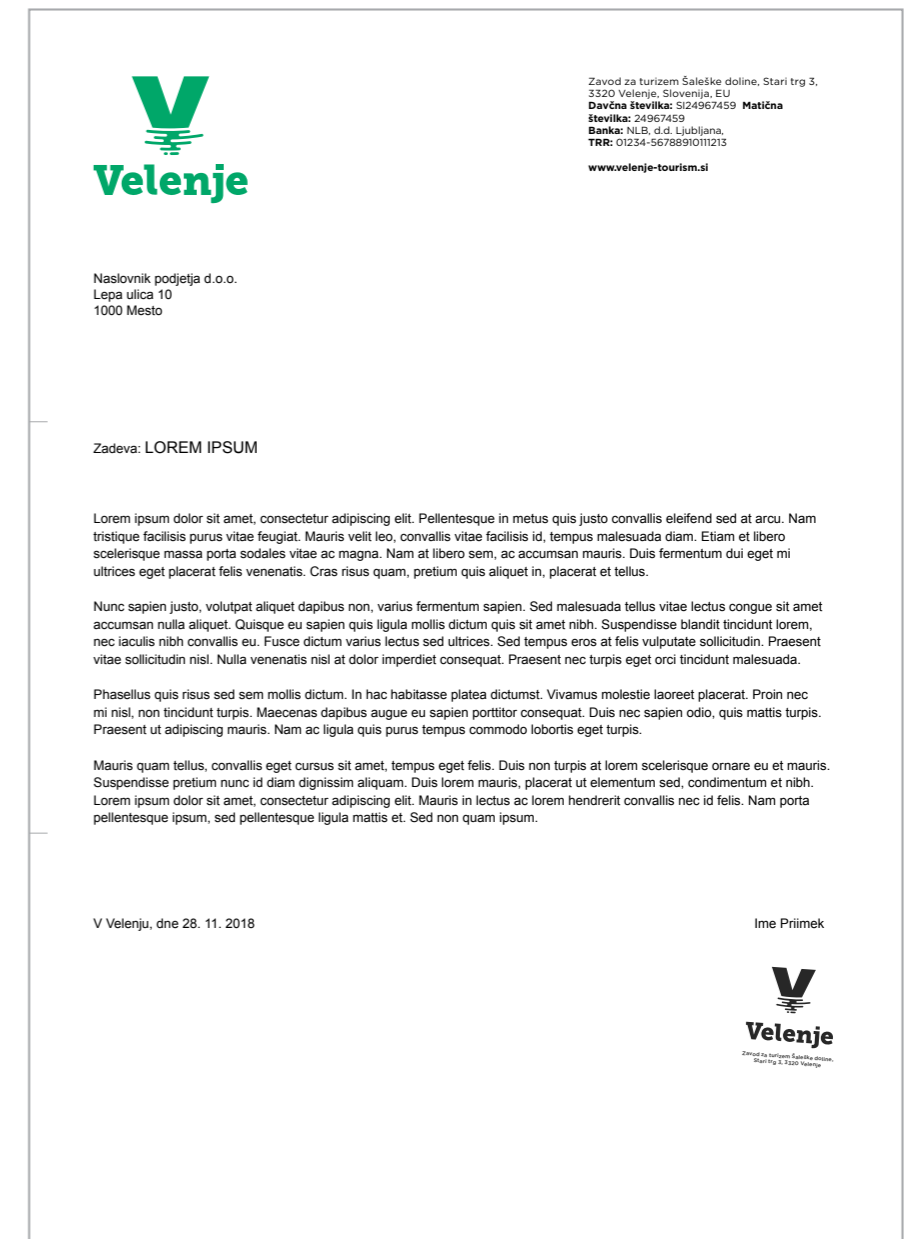 Velenje
Zavod za turizem Šaleške doline, Stari trg 3,
3320 Velenje, Slovenija, EU
Davčna številka: SI24967459 Matična
številka: 24967459
Banka: NLB, d.d. Ljubljana,
TRR: 01234-56788910111213
www.velenje-tourism.si
Naslovnik podjetja d.o.o.
Lepa ulica 10
1000 Mesto
Zadeva: LOREM IPSUM
Lorem ipsum dolor sit amet, consectetur adipiscing elit. Pellentesque in metus quis justo convallis eleifend sed at arcu. Nam
tristique facilisis purus vitae feugiat. Mauris velit leo, convallis vitae facilisis id, tempus malesuada diam. Etiam et libero
scelerisque massa porta sodales vitae ac magna. Nam at libero sem, ac accumsan mauris. Duis fermentum dui eget mi
ultrices eget placerat felis venenatis. Cras risus quam, pretium quis aliquet in, placerat et tellus.
Nunc sapien justo, volutpat aliquet dapibus non, varius fermentum sapien. Sed malesuada tellus vitae lectus congue sit amet
accumsan nulla aliquet. Quisque eu sapien quis ligula mollis dictum quis sit amet nibh. Suspendisse blandit tincidunt lorem,
nec iaculis nibh convallis eu. Fusce dictum varius lectus sed ultrices. Sed tempus eros at felis vulputate sollicitudin. Praesent
vitae sollicitudin nisl. Nulla venenatis nisl at dolor imperdiet consequat. Praesent nec turpis eget orci tincidunt malesuada.
Phasellus quis risus sed sem mollis dictum. In hac habitasse platea dictumst. Vivamus molestie laoreet placerat. Proin nec
mi nisl, non tincidunt turpis. Maecenas dapibus augue eu sapien porttitor consequat. Duis nec sapien odio, quis mattis turpis.
Praesent ut adipiscing mauris. Nam ac ligula quis purus tempus commodo lobortis eget turpis.
Mauris quam tellus, convallis eget cursus sit amet, tempus eget felis. Duis non turpis at lorem scelerisque ornare eu et mauris.
Suspendisse pretium nunc id diam dignissim aliquam. Duis lorem mauris, placerat ut elementum sed, condimentum et nibh.
Lorem ipsum dolor sit amet, consectetur adipiscing elit. Mauris in lectus ac lorem hendrerit convallis nec id felis. Nam porta
pellentesque ipsum, sed pellentesque ligula mattis et. Sed non quam ipsum.
V Velenju, dne 28. 11. 2018
Ime Priimek
Velenje
Zavod za turizem Šaleške doline,
Stari trg 3, 3320 Velenje